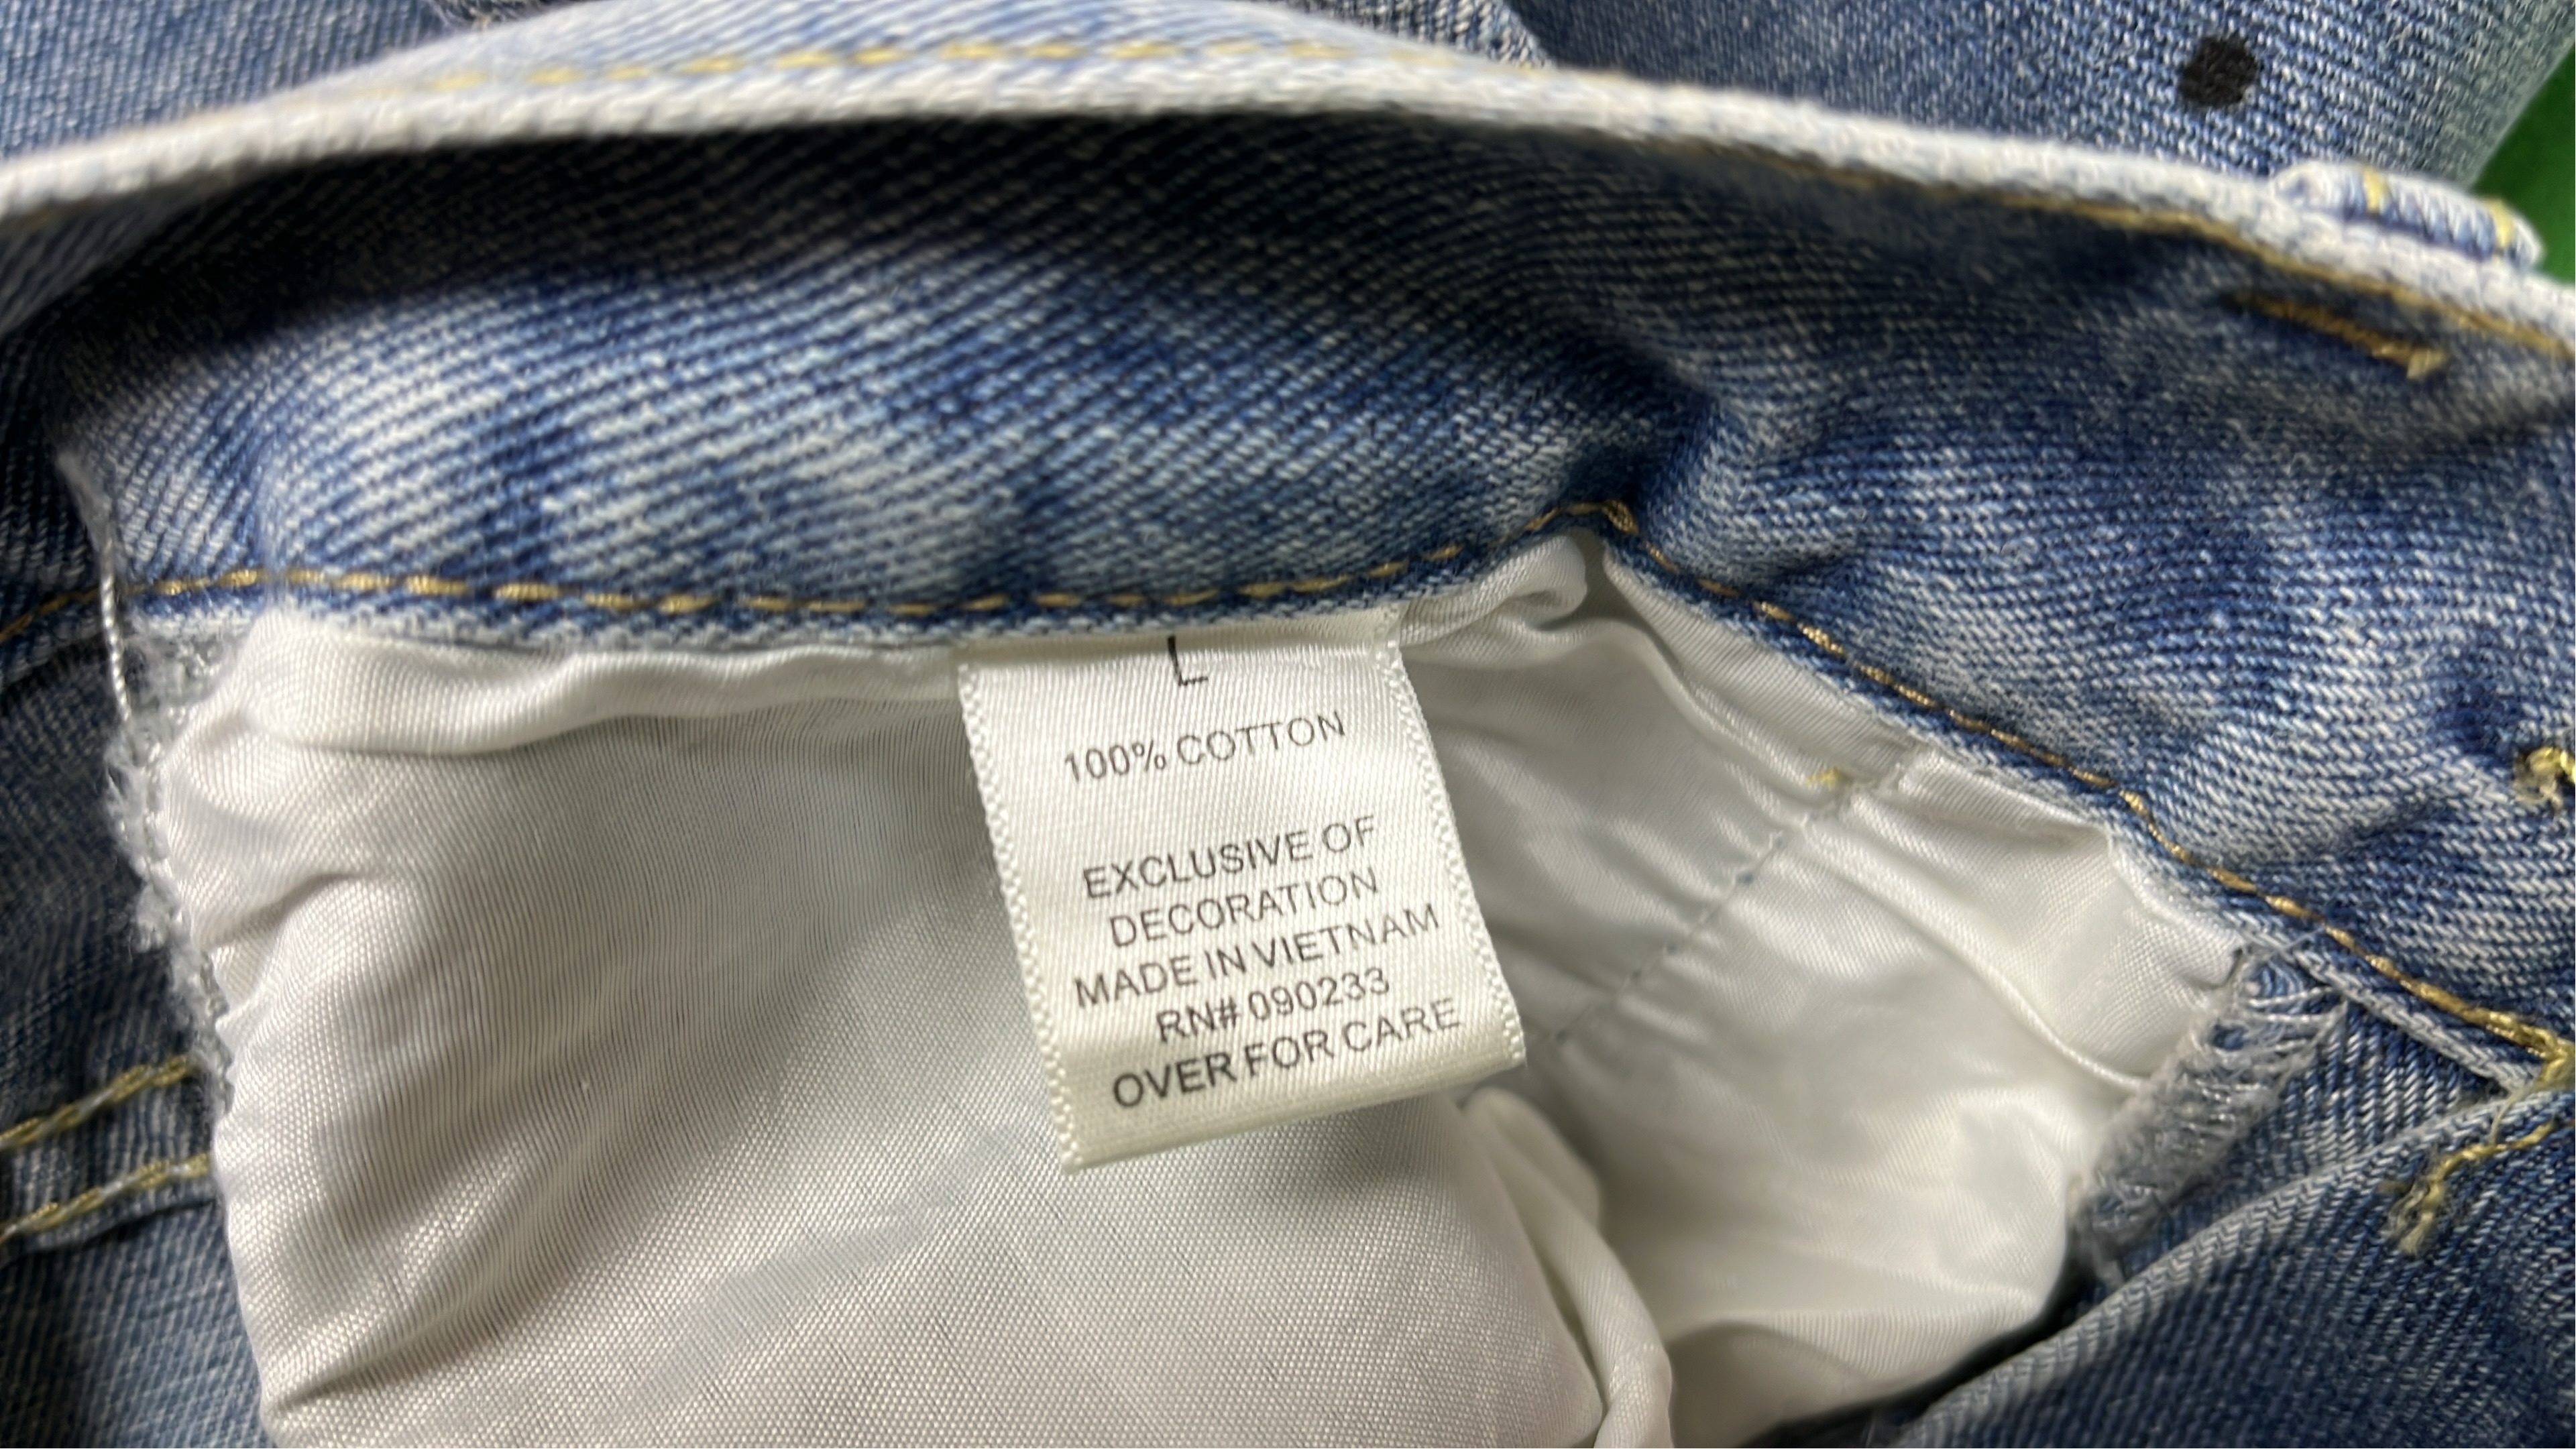 L
100% COTTON
EXCLUSIVE OF
DECORATION
MADE IN VIETNAM
RN# 090233
OVER FOR CARE